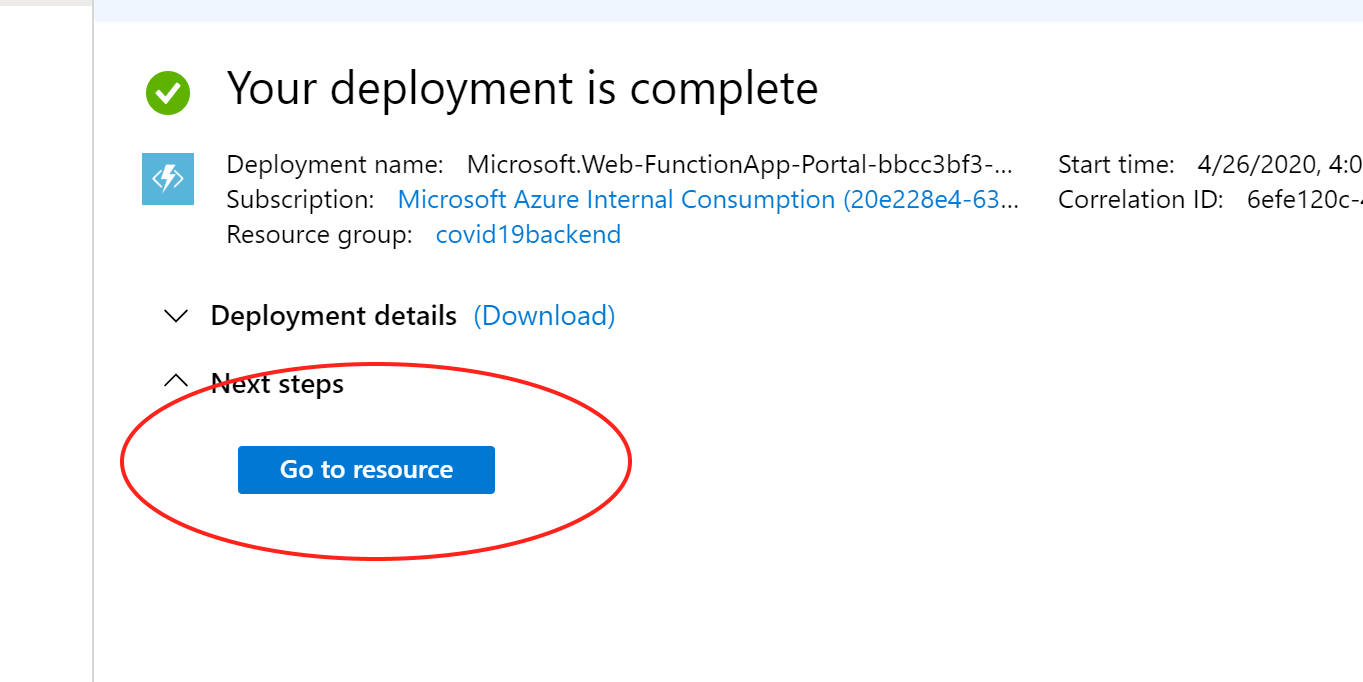 Your deployment is complete
Deployment name: Microsoft.Web-FunctionApp-Portal-bbcc3bf3-... Start time: 4/26/2020, 4:0
Subscription: Microsoft Azure Internal Consumption (20e228e4-63... Correlation ID: 6efe120c-
Resource group: covid19backend
Deployment details (Download)
Next steps
Go to resource